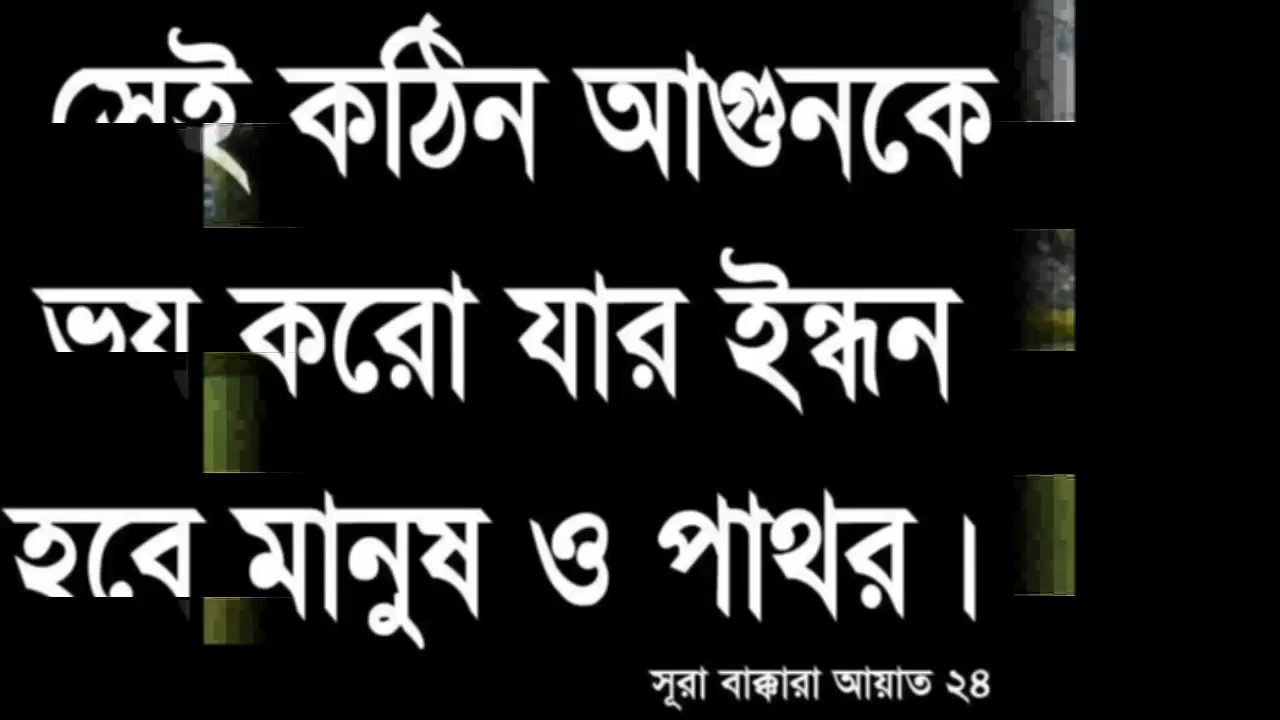 সেই কঠিন আগুনকে
ভয় করো যার ইন্ধন
হবে মানুষ ও পাথর।
সূরা বাক্কারা আয়াত ২৪